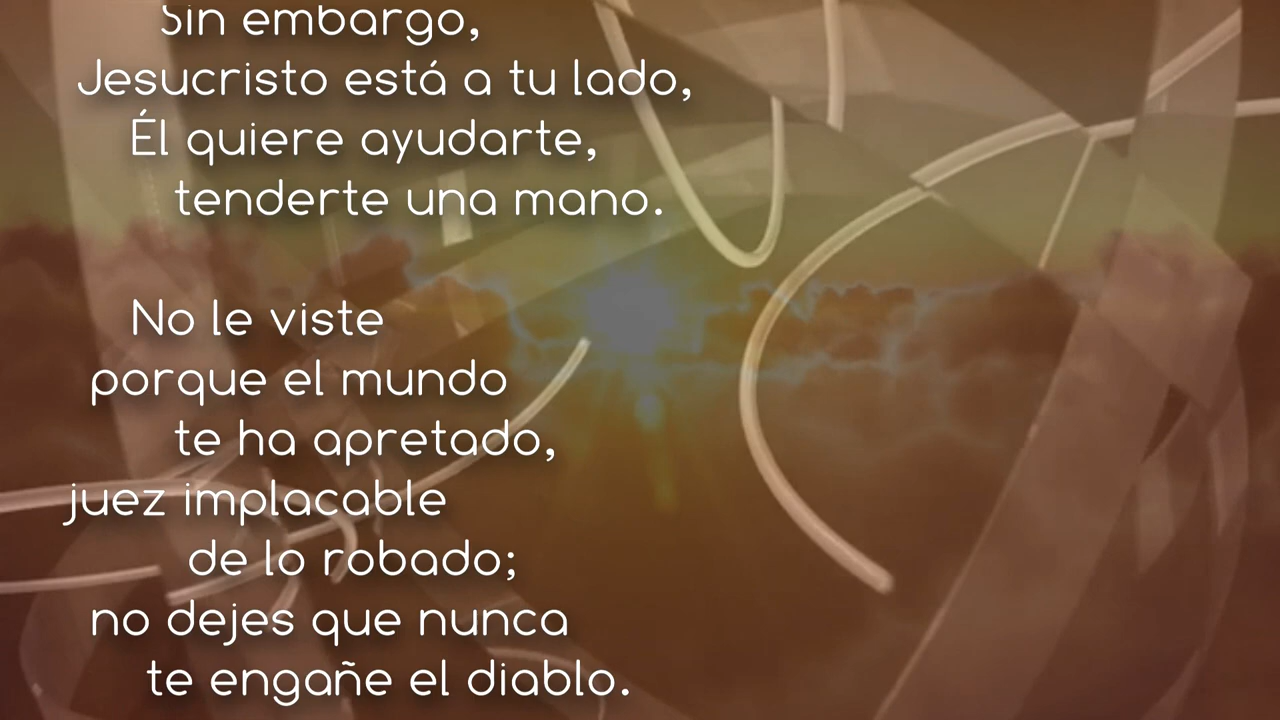 Sin embargo,
Jesucristo está a tu lado,
Él quiere ayudarte,
tenderte una mano.
No le viste
porque el mundo
te ha apretado,
juez implacable
de lo robado;
no dejes que nunca
te engañe el diablo.